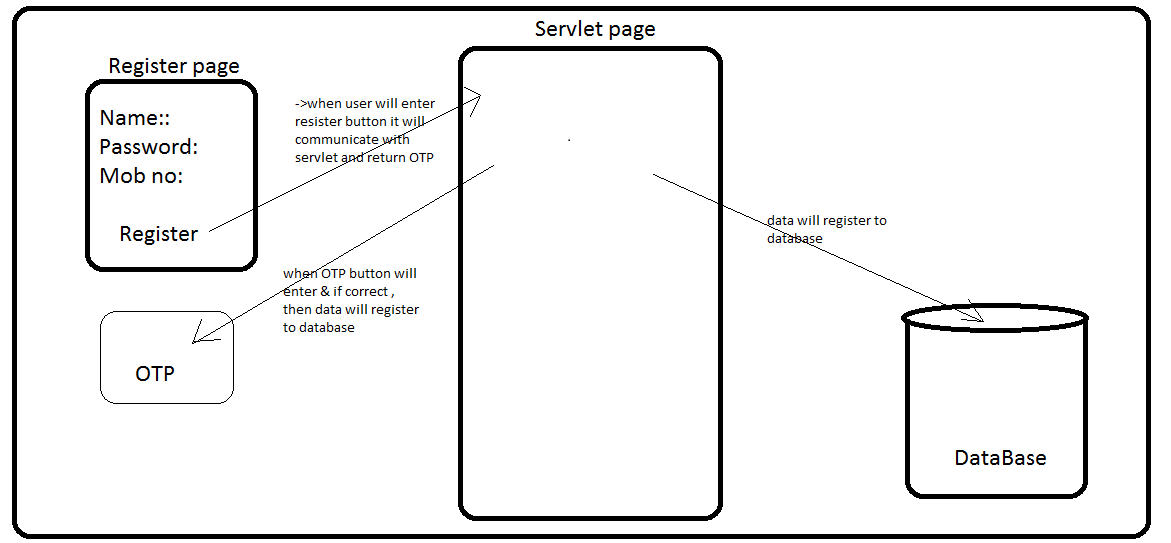 Servlet page
Register page
Name::
Password:
Mob no:
Register
->when user will enter
resister button it will
communicate with
servlet and return OTP
when OTP button will
enter & if correct ,
then data will register
to database
OTP
data will register to
database
DataBase